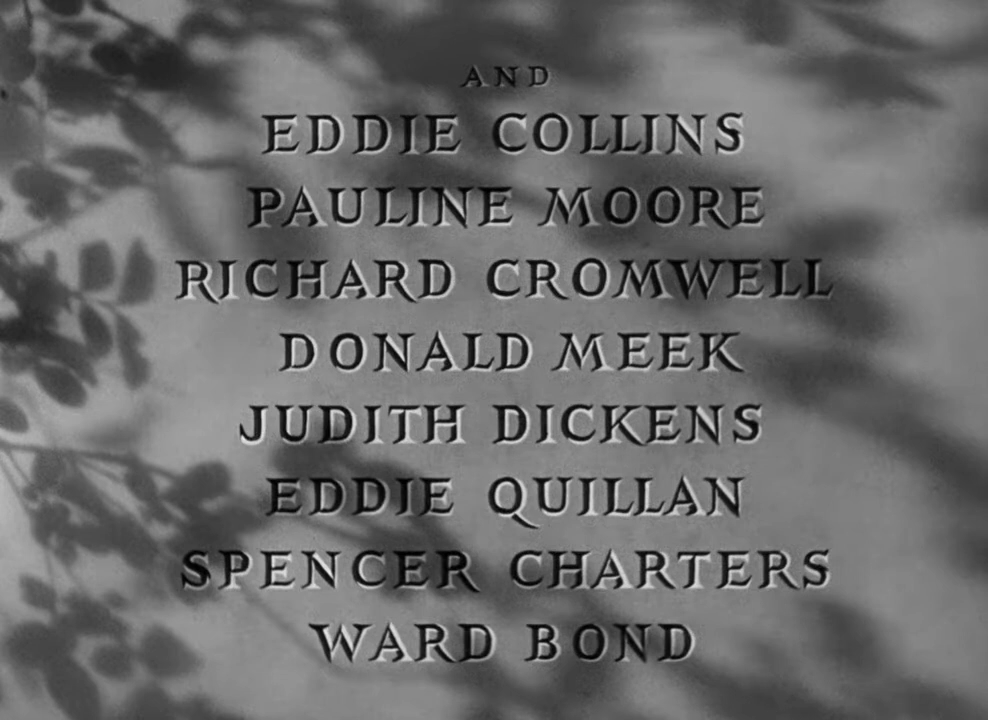 AND
EDDIE COLLINS
PAULINE MOORE
RICHARD CROMWELL
DONALD MEEK
JUDITH DICKENS
EDDIE QUILLAN
SPENCER CHARTERS
WARD BOND